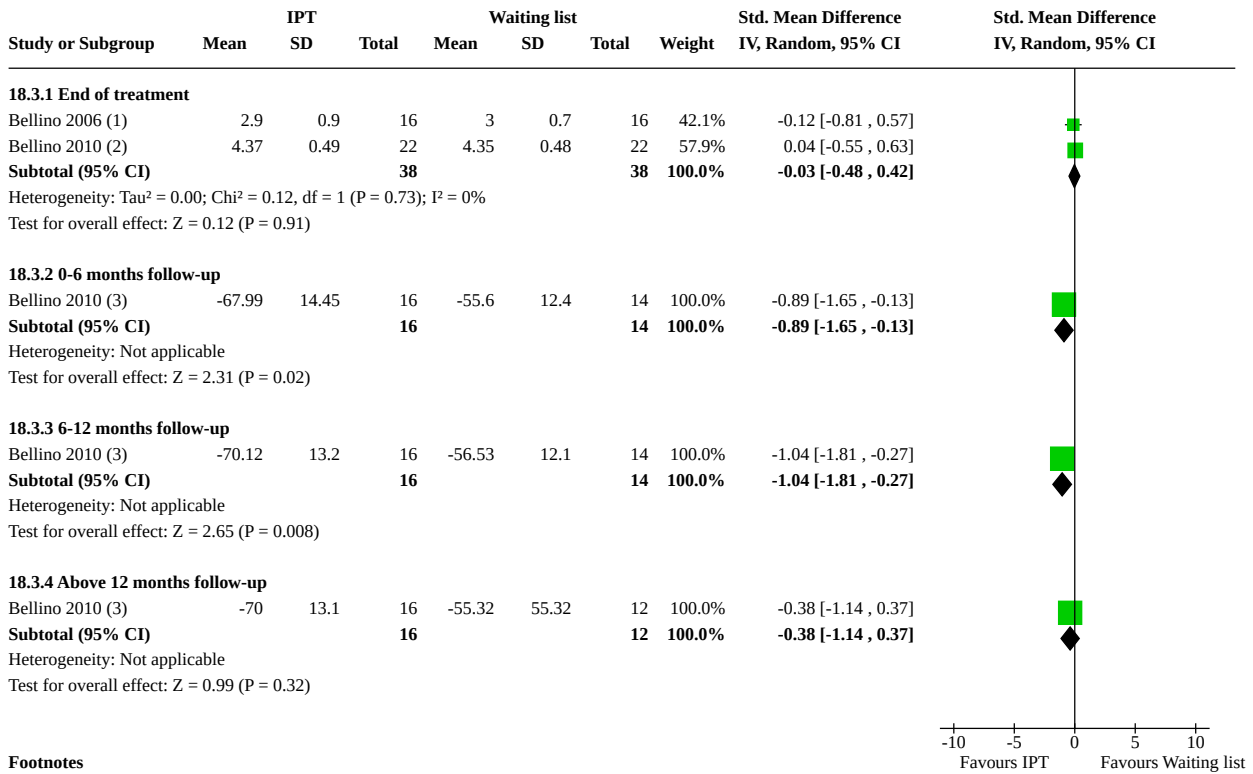 IPT Waiting list Std. Mean Difference Std. Mean Difference
Study or Subgroup Mean SD Total Mean SD Total Weight IV, Random, 95% CI IV, Random, 95% CI
18.3.1 End of treatment
Bellino 2006 (1) 2.9 0.9 16 3 0.7 16 42.1% -0.12 [-0.81 , 0.57]
Bellino 2010 (2) 4.37 0.49 22 4.35 0.48 22 57.9% 0.04 [-0.55 , 0.63]
Subtotal (95% CI) 38 38 100.0% -0.03 [-0.48 , 0.42]
Heterogeneity: Tau² = 0.00; Chi² = 0.12, df = 1 (P = 0.73); I² = 0%
Test for overall effect: Z = 0.12 (P = 0.91)
18.3.2 0-6 months follow-up
Bellino 2010 (3) -67.99 14.45 16 -55.6 12.4 14 100.0% -0.89 [-1.65 , -0.13]
Subtotal (95% CI) 16 14 100.0% -0.89 [-1.65 , -0.13]
Heterogeneity: Not applicable
Test for overall effect: Z = 2.31 (P = 0.02)
18.3.3 6-12 months follow-up
Bellino 2010 (3) -70.12 13.2 16 -56.53 12.1 14 100.0% -1.04 [-1.81 , -0.27]
Subtotal (95% CI) 16 14 100.0% -1.04 [-1.81 , -0.27]
Heterogeneity: Not applicable
Test for overall effect: Z = 2.65 (P = 0.008)
18.3.4 Above 12 months follow-up
Bellino 2010 (3) -70 13.1 16 -55.32 55.32 12 100.0% -0.38 [-1.14 , 0.37]
Subtotal (95% CI) 16 12 100.0% -0.38 [-1.14 , 0.37]
Heterogeneity: Not applicable
Test for overall effect: Z = 0.99 (P = 0.32)
-10 -5 0 5 10
Footnotes Favours IPT Favours Waiting list